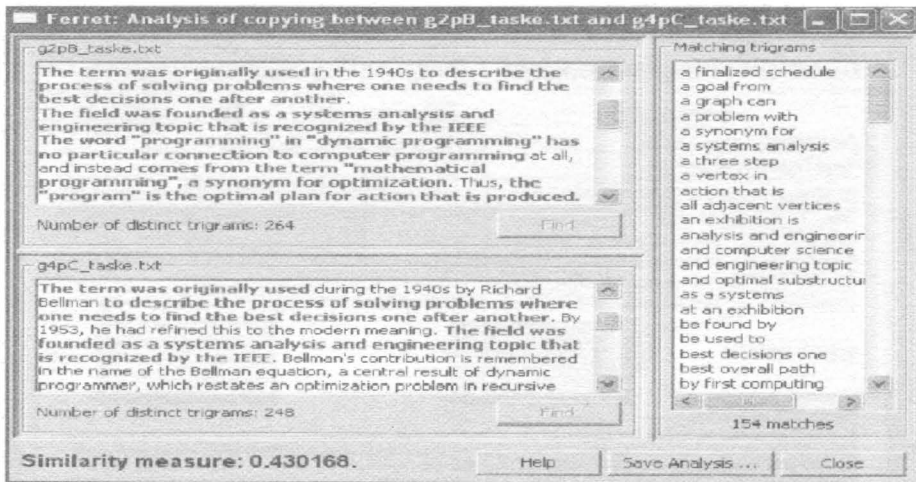 Ferret: Analysis of copying between g2pB_taske.txt and g4pC_taske.txt
g2pB_taske.txt
The term was originally used in the 1940s to describe the
process of solving problems where one needs to find the
best decisions one after another.
The field was founded as a systems analysis and
engineering topic that is recognized by the IEEE
The word "programming" in "dynamic programming" has
no particular connection to computer programming at all,
and instead comes from the term "mathematical
programming", a synonym for optimization. Thus, the
"program" is the optimal plan for action that is produced.
Number of distinct trigrams: 264
Find
g4pC_taske.txt
The term was originally used during the 1940s by Richard
Bellman to describe the process of solving problems where
one needs to find the best decisions one after another. By
1953, he had refined this to the modern meaning. The field was
founded as a systems analysis and engineering topic that
is recognized by the IEEE. Bellman's contribution is remembered
in the name of the Bellman equation, a central result of dynamic
programmer, which restates an optimization problem in recursive
Number of distinct trigrams: 248
Find
Matching trigrams
a finalized schedule
a goal from
a graph can
a problem with
a synonym for
a systems analysis
a three step
a vertex in
action that is
all adjacent vertices
an exhibition is
analysis and engineerir
and computer science
and engineering topic
and optimal substructur
as a systems
at an exhibition
be found by
be used to
best decisions one
best overall path
by first computing
154 matches
Similarity measure: 0.430168.
Help
Save Analysis ...
Close